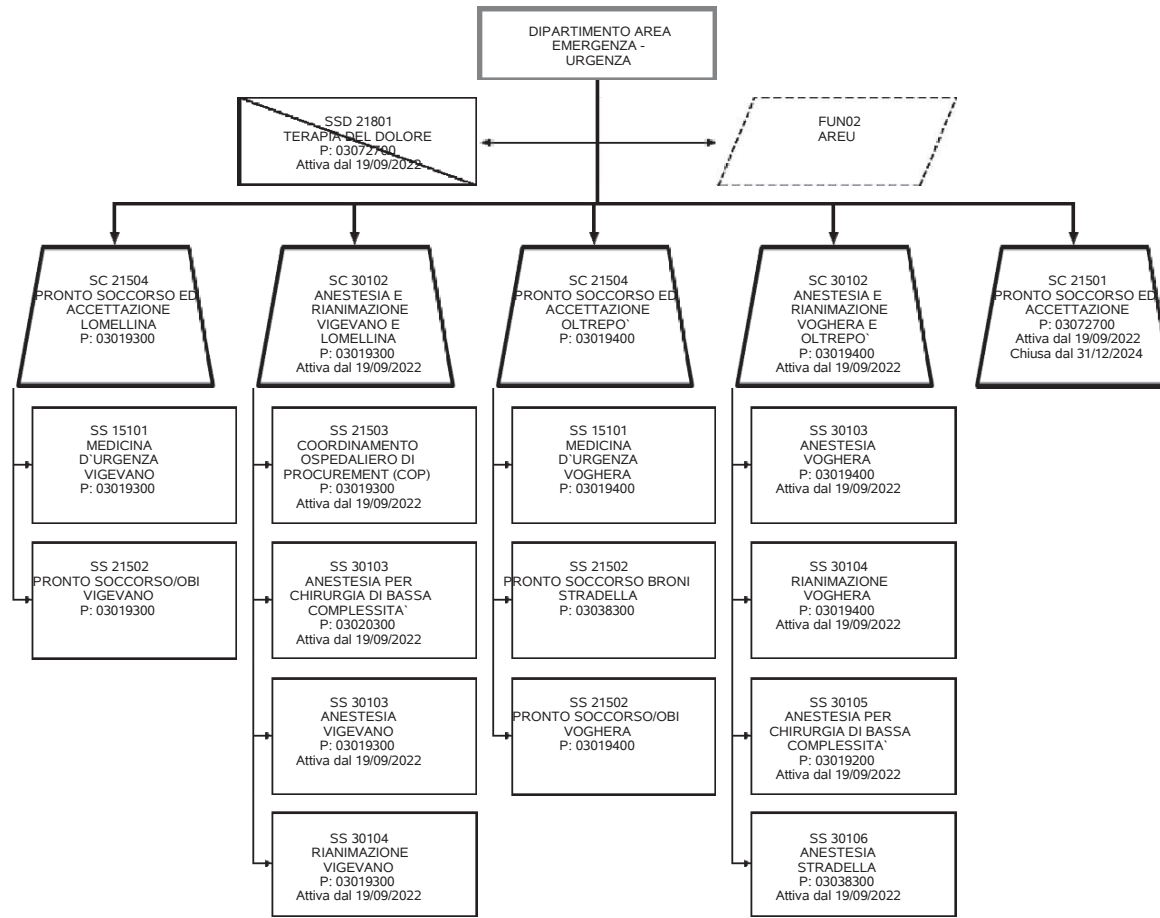 DIPARTIMENTO AREA
EMERGENZA -
URGENZA
SSD 21801
TERAPIA DEL DOLORE
P: 03072700
Attiva dal 19/09/2022
FUN02
AREU
SC 21504
PRONTO SOCCORSO ED
ACCETTAZIONE
LOMELLINA
P: 03019300
SC 30102
ANESTESIA E
RIANIMAZIONE
VIGEVANO E
LOMELLINA
P: 03019300
Attiva dal 19/09/2022
SC 21504
PRONTO SOCCORSO ED
ACCETTAZIONE
OLTREPO`
P: 03019400
SC 30102
ANESTESIA E
RIANIMAZIONE
VOGHERA E
OLTREPO`
P: 03019400
Attiva dal 19/09/2022
SC 21501
PRONTO SOCCORSO ED
ACCETTAZIONE
P: 03072700
Attiva dal 19/09/2022
Chiusa dal 31/12/2024
SS 15101
MEDICINA
D`URGENZA
VIGEVANO
P: 03019300
SS 21503
COORDINAMENTO
OSPEDALIERO DI
PROCUREMENT (COP)
P: 03019300
Attiva dal 19/09/2022
SS 15101
MEDICINA
D`URGENZA
VOGHERA
P: 03019400
SS 30103
ANESTESIA
VOGHERA
P: 03019400
Attiva dal 19/09/2022
SS 21502
PRONTO SOCCORSO/OBI
VIGEVANO
P: 03019300
SS 30103
ANESTESIA PER
CHIRURGIA DI BASSA
COMPLESSITA`
P: 03020300
Attiva dal 19/09/2022
SS 21502
PRONTO SOCCORSO BRONI
STRADELLA
P: 03038300
SS 30104
RIANIMAZIONE
VOGHERA
P: 03019400
Attiva dal 19/09/2022
SS 30103
ANESTESIA
VIGEVANO
P: 03019300
Attiva dal 19/09/2022
SS 21502
PRONTO SOCCORSO/OBI
VOGHERA
P: 03019400
SS 30105
ANESTESIA PER
CHIRURGIA DI BASSA
COMPLESSITA`
P: 03019200
Attiva dal 19/09/2022
SS 30104
RIANIMAZIONE
VIGEVANO
P: 03019300
Attiva dal 19/09/2022
SS 30106
ANESTESIA
STRADELLA
P: 03038300
Attiva dal 19/09/2022